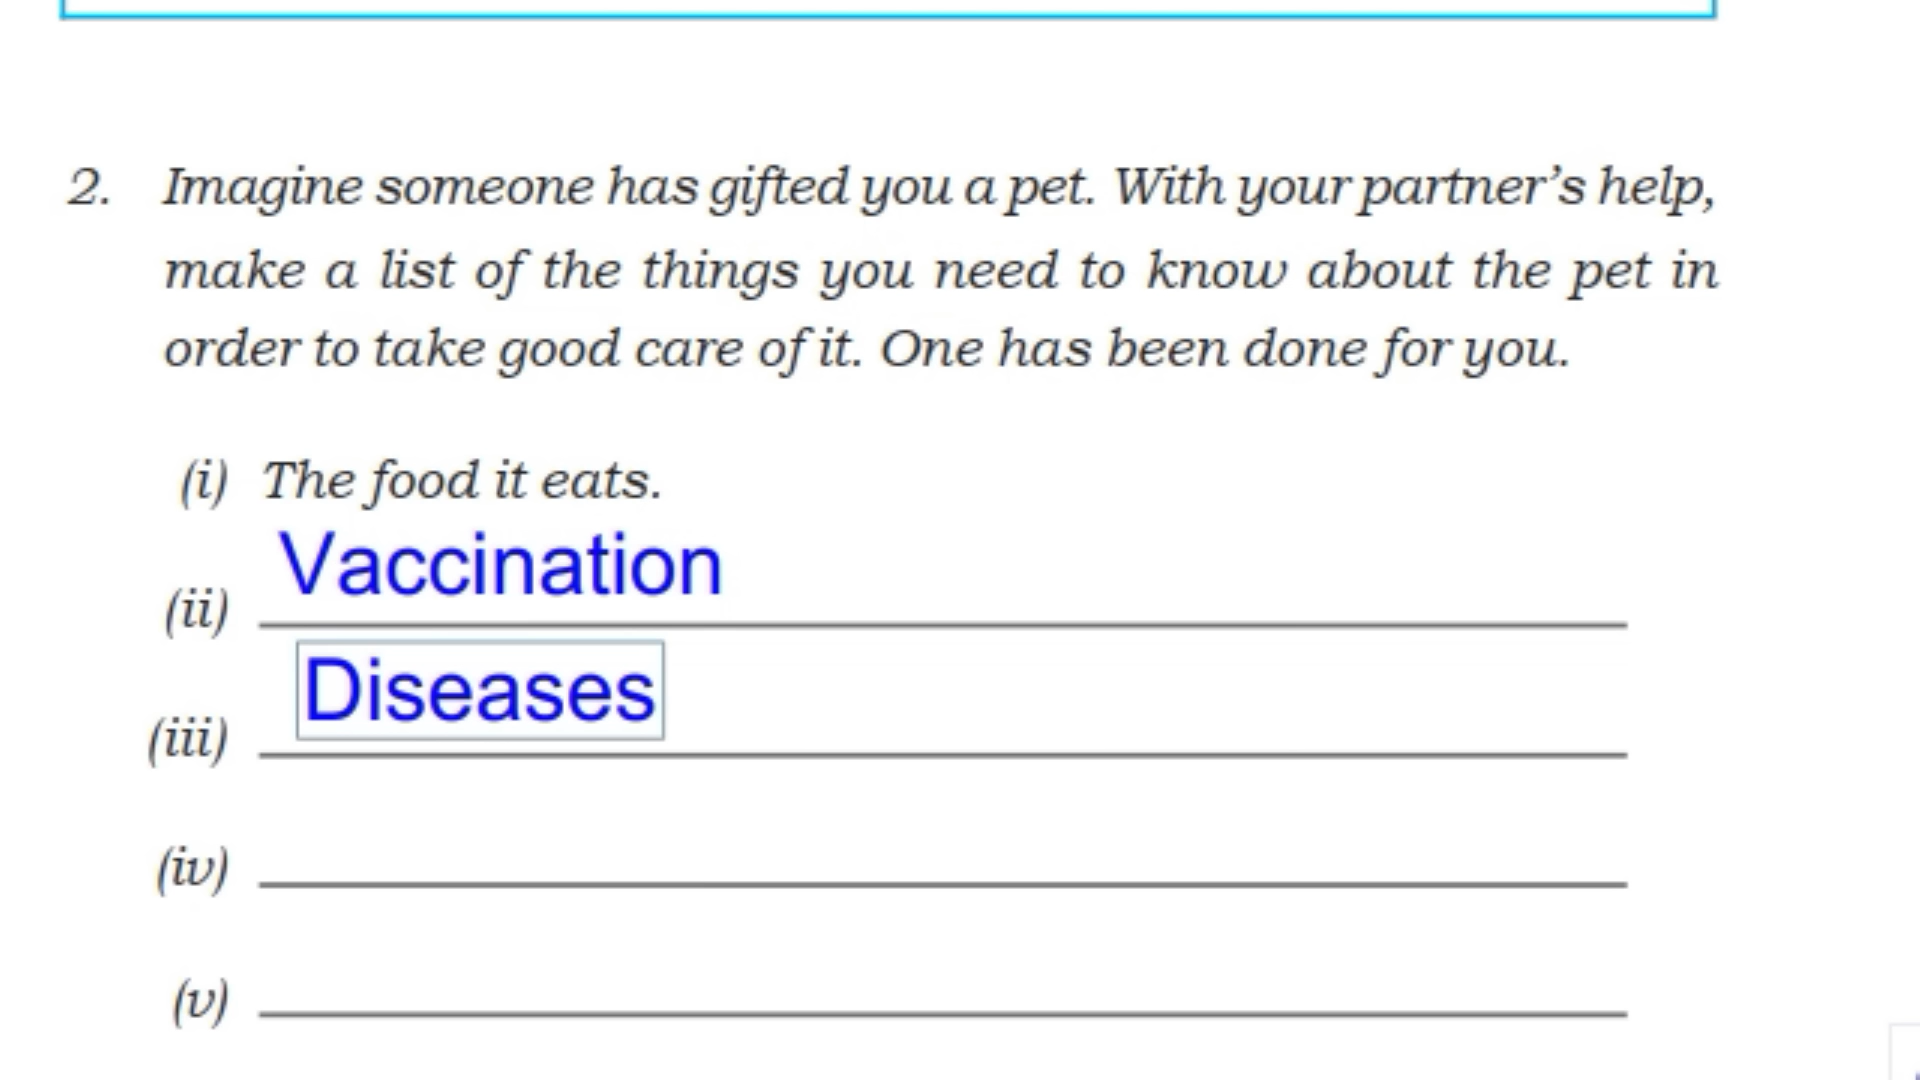 2. Imagine someone has gifted you a pet. With your partner’s help,
make a list of the things you need to know about the pet in
order to take good care of it. One has been done for you.
(i) The food it eats.
(ii) Vaccination
(iii) Diseases
(iv)
(v)